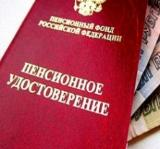 ПЕНСИОННЫЙ ФОНД
РОССИЙСКОЙ ФЕДЕРАЦИИ
ПЕНСИОННОЕ
УДОСТОВЕРЕНИЕ